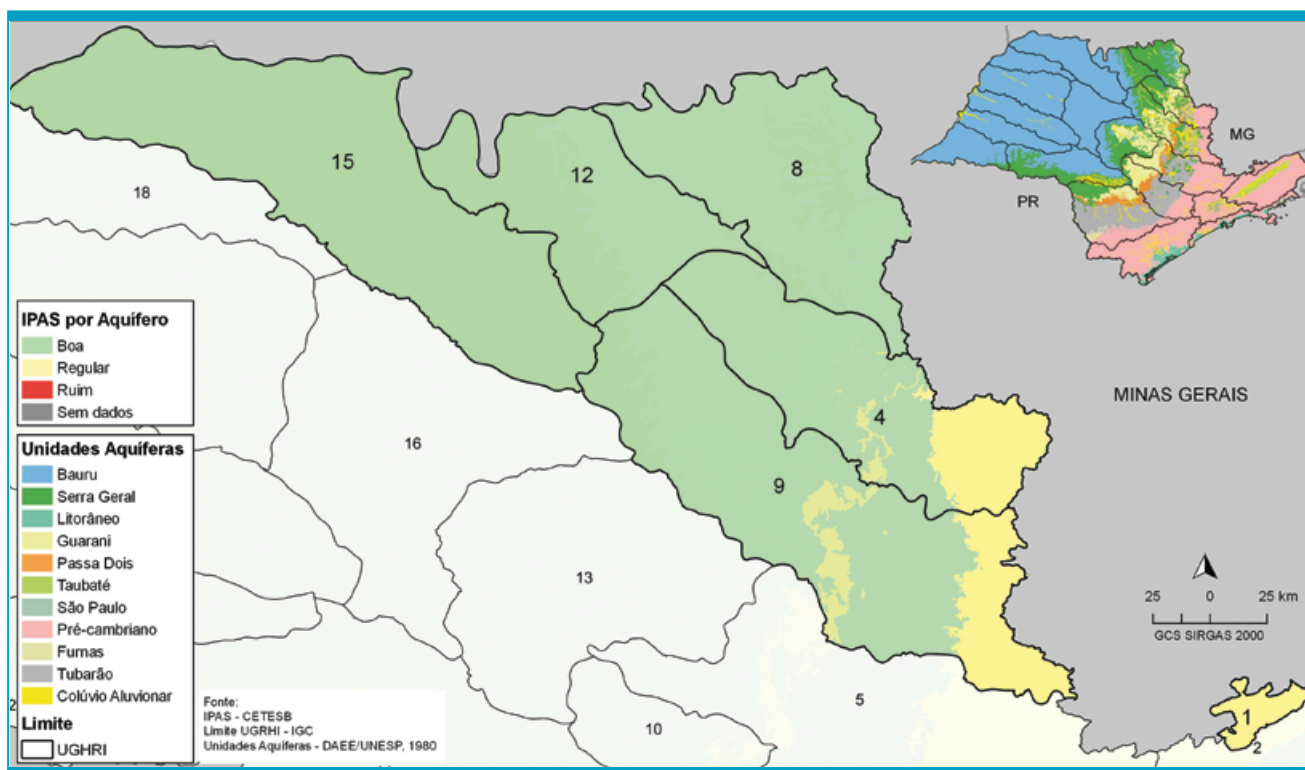 MG
PR
15
12
8
18
IPAS por Aquífero
Boa
Regular
Ruim
Sem dados
MINAS GERAIS
4
16
9
Unidades Aquíferas
Bauru
Serra Geral
Litorâneo
Guarani
Passa Dois
Taubaté
São Paulo
Pré-cambriano
Furnas
Tubarão
Colúvio Aluvionar
Limite
UGHRI
13
25 0 25 km
GCS SIRGAS 2000
5
10
1
2
Fonte:
IPAS - CETESB
Limite UGRHI - IGC
Unidades Aquíferas - DAEE/UNESP, 1980